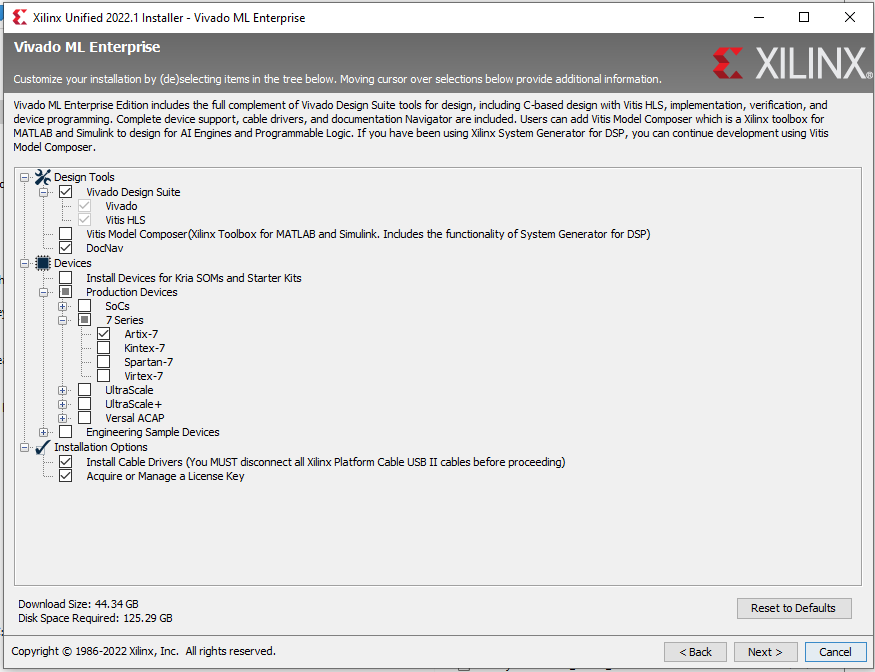 Xilinx Unified 2022.1 Installer - Vivado ML Enterprise
Vivado ML Enterprise
Customize your installation by (de)selecting items in the tree below. Moving cursor over selections below provide additional information.
XILINX®
Vivado ML Enterprise Edition includes the full complement of Vivado Design Suite tools for design, including C-based design with Vitis HLS, implementation, verification, and
device programming. Complete device support, cable drivers, and documentation Navigator are included. Users can add Vitis Model Composer which is a Xilinx toolbox for
MATLAB and Simulink to design for AI Engines and Programmable Logic. If you have been using Xilinx System Generator for DSP, you can continue development using Vitis
Model Composer.
Design Tools
Vivado Design Suite
Vivado
Vitis HLS
Vitis Model Composer(Xilinx Toolbox for MATLAB and Simulink. Includes the functionality of System Generator for DSP)
DocNav
Devices
Install Devices for Kria SOMs and Starter Kits
Production Devices
SoCs
7 Series
Artix-7
Kintex-7
Spartan-7
Virtex-7
UltraScale
UltraScale+
Versal ACAP
Engineering Sample Devices
Installation Options
Install Cable Drivers (You MUST disconnect all Xilinx Platform Cable USB II cables before proceeding)
Acquire or Manage a License Key
Download Size: 44.34 GB
Disk Space Required: 125.29 GB
Reset to Defaults
Copyright © 1986-2022 Xilinx, Inc. All rights reserved.
< Back
Next >
Cancel